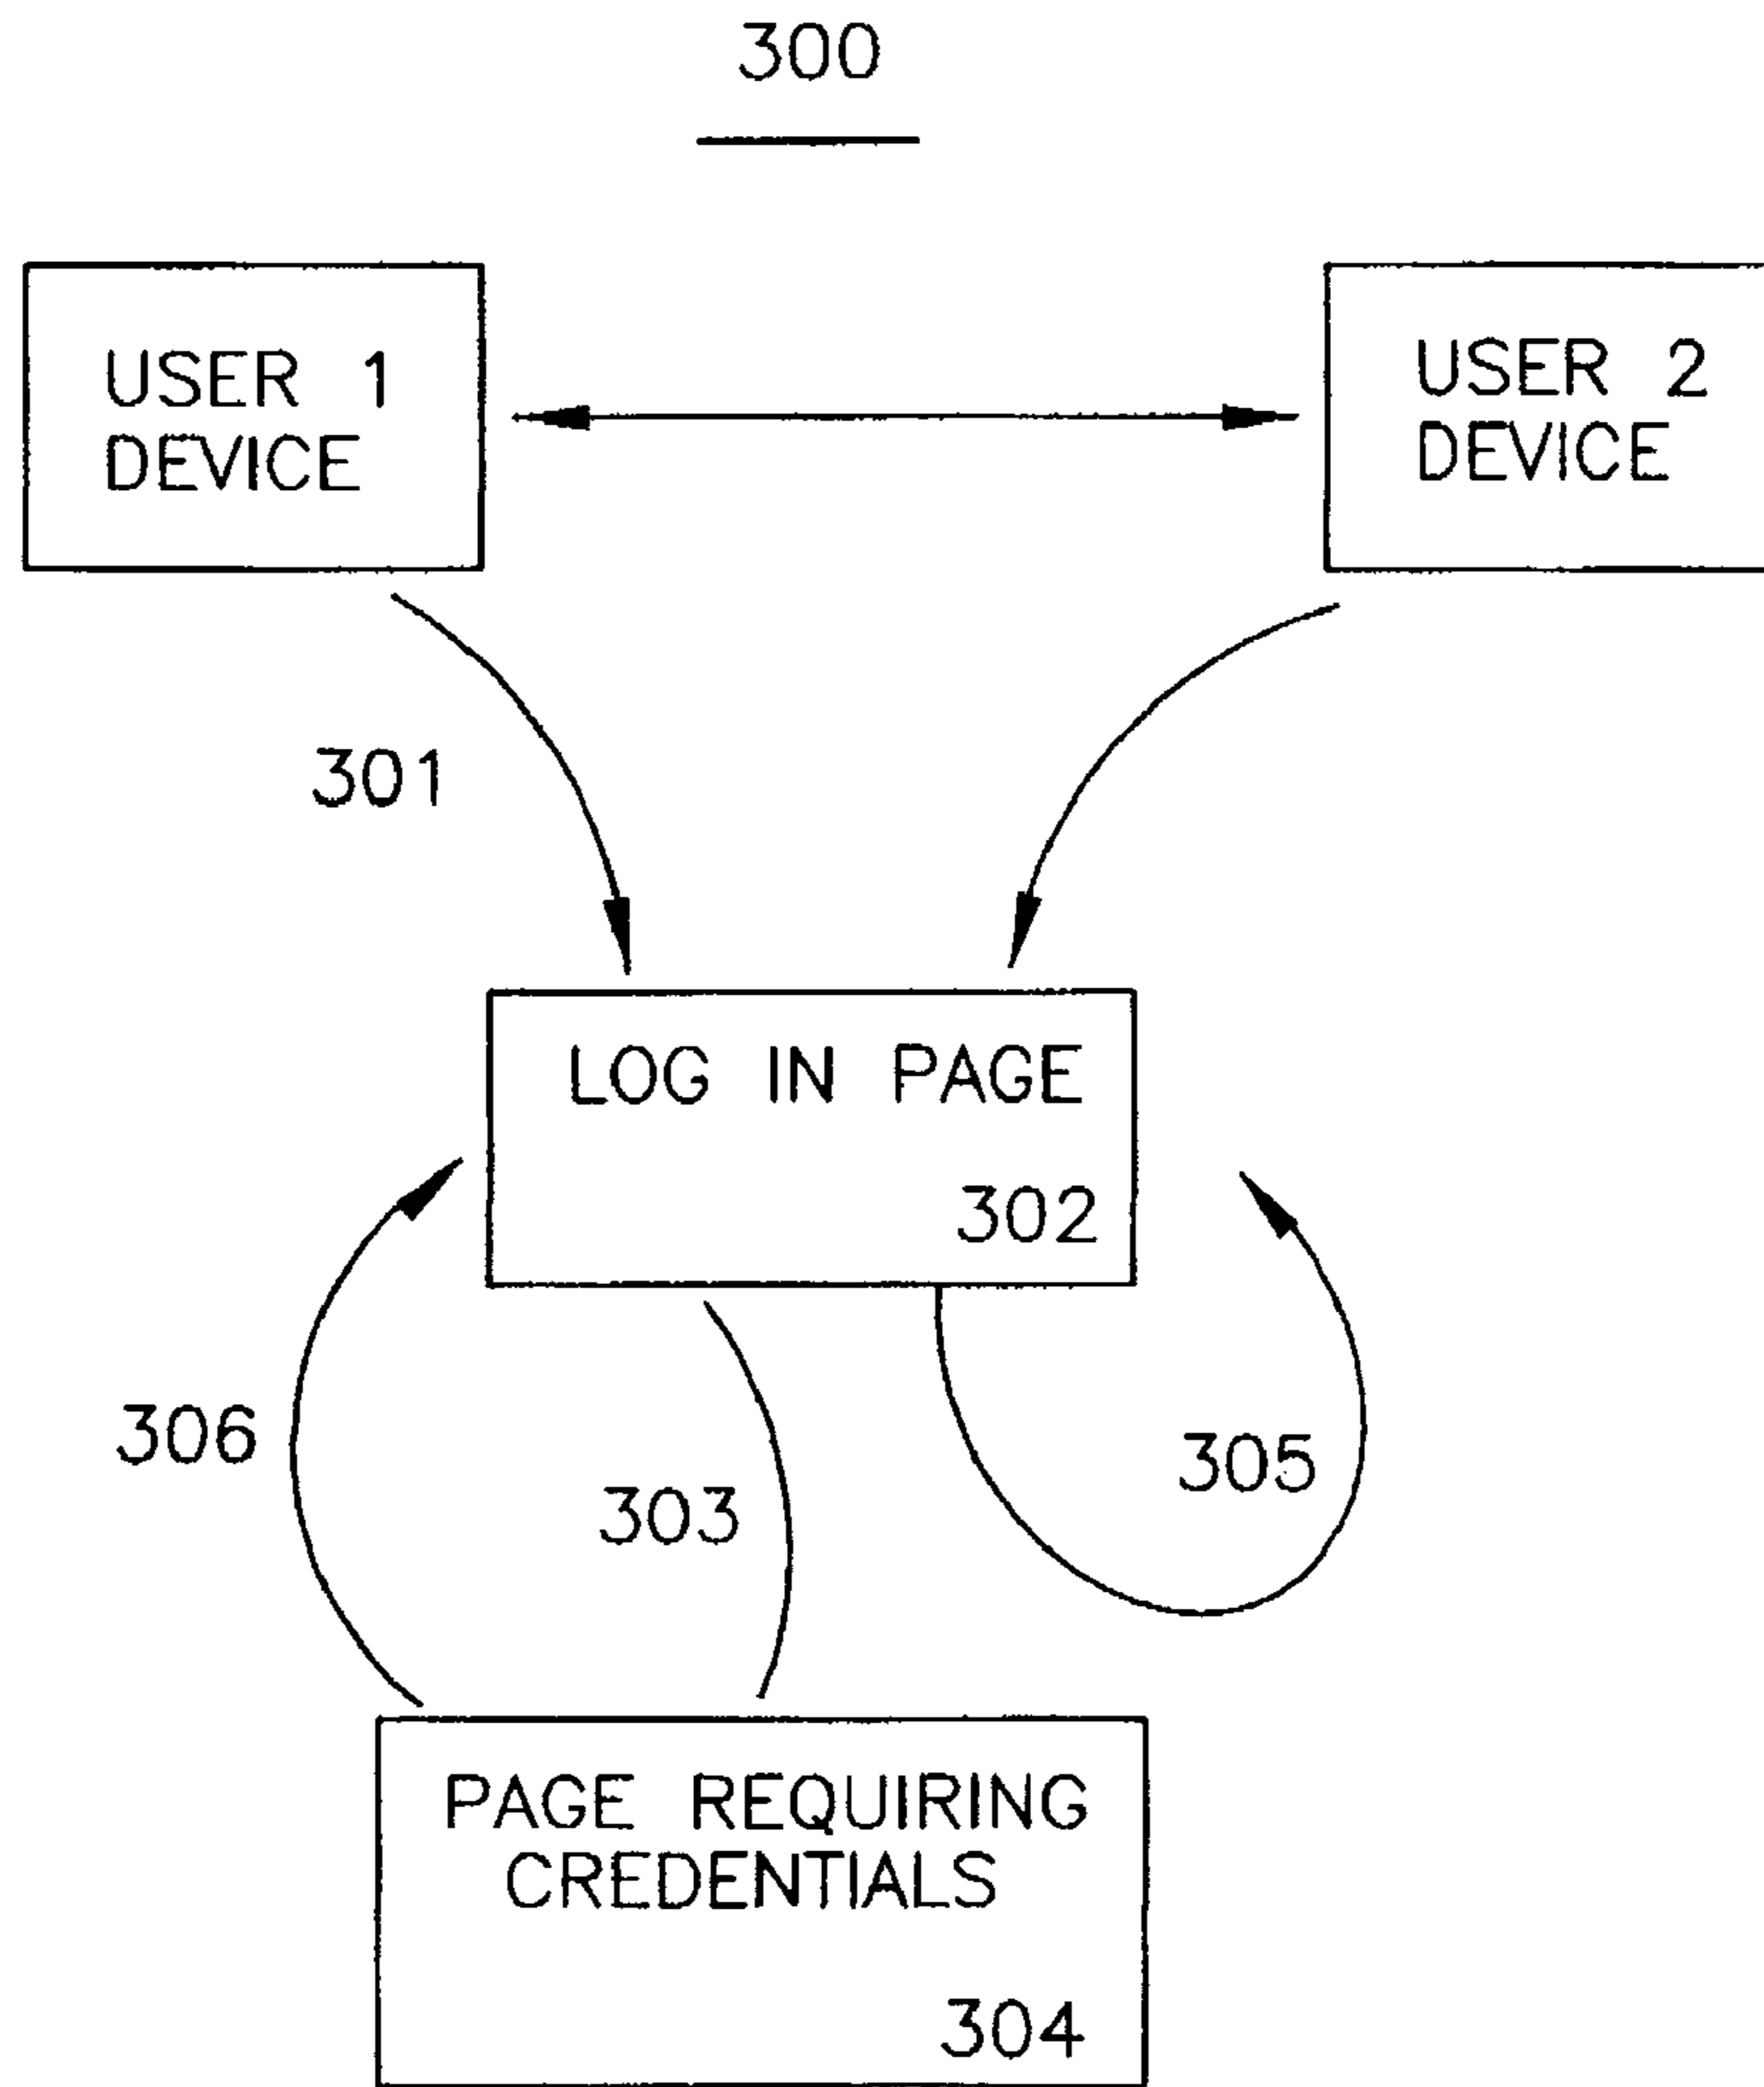 300
USER 1
DEVICE
USER 2
DEVICE
301
LOG IN PAGE
302
306
303
305
PAGE REQUIRING
CREDENTIALS
304